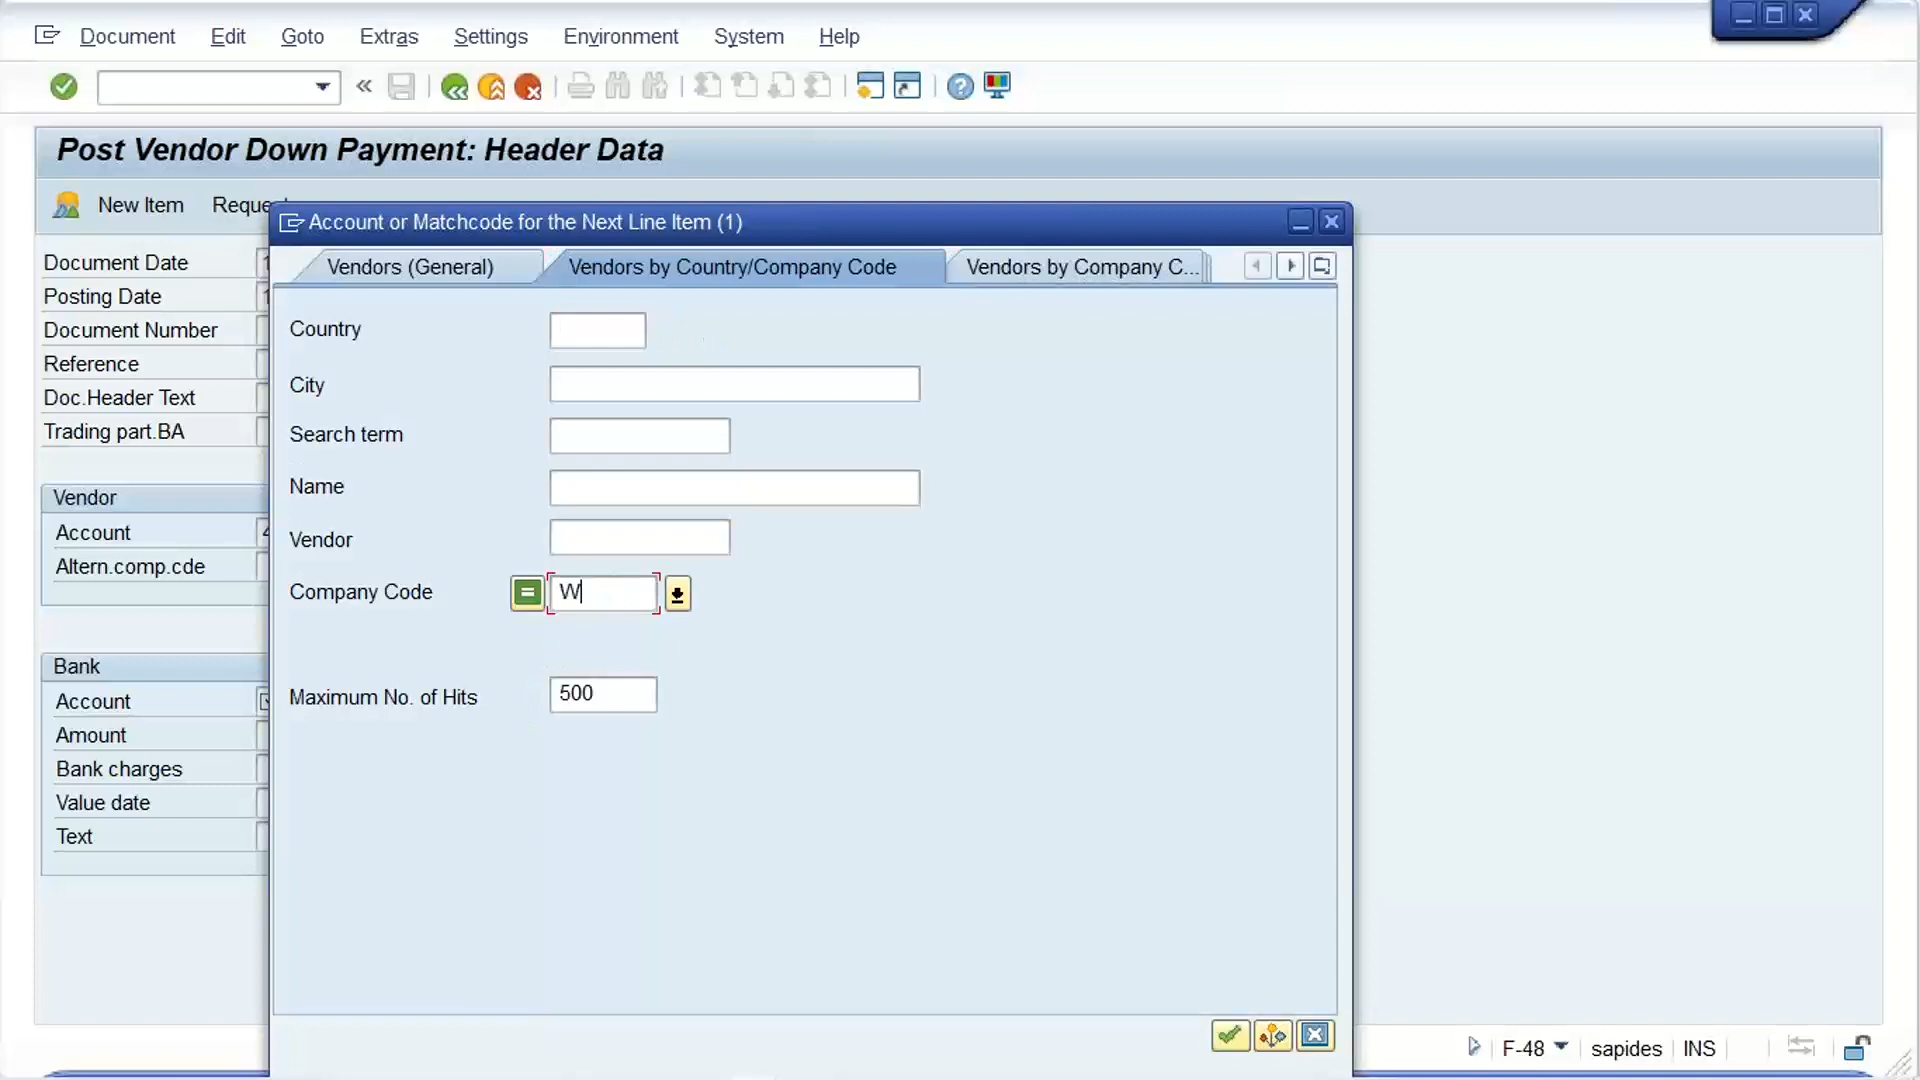 Document Edit Goto Extras Settings Environment System Help
Post Vendor Down Payment: Header Data
New Item Reque
Account or Matchcode for the Next Line Item (1)
Vendors (General) Vendors by Country/Company Code Vendors by Company C...
Document Date
Posting Date
Document Number
Reference
Doc.Header Text
Trading part.BA
Vendor
Account
Altern.comp.cde
Bank
Account
Amount
Bank charges
Value date
Text
Country
City
Search term
Name
Vendor
Company Code W
Maximum No. of Hits 500
F-48 sapides INS